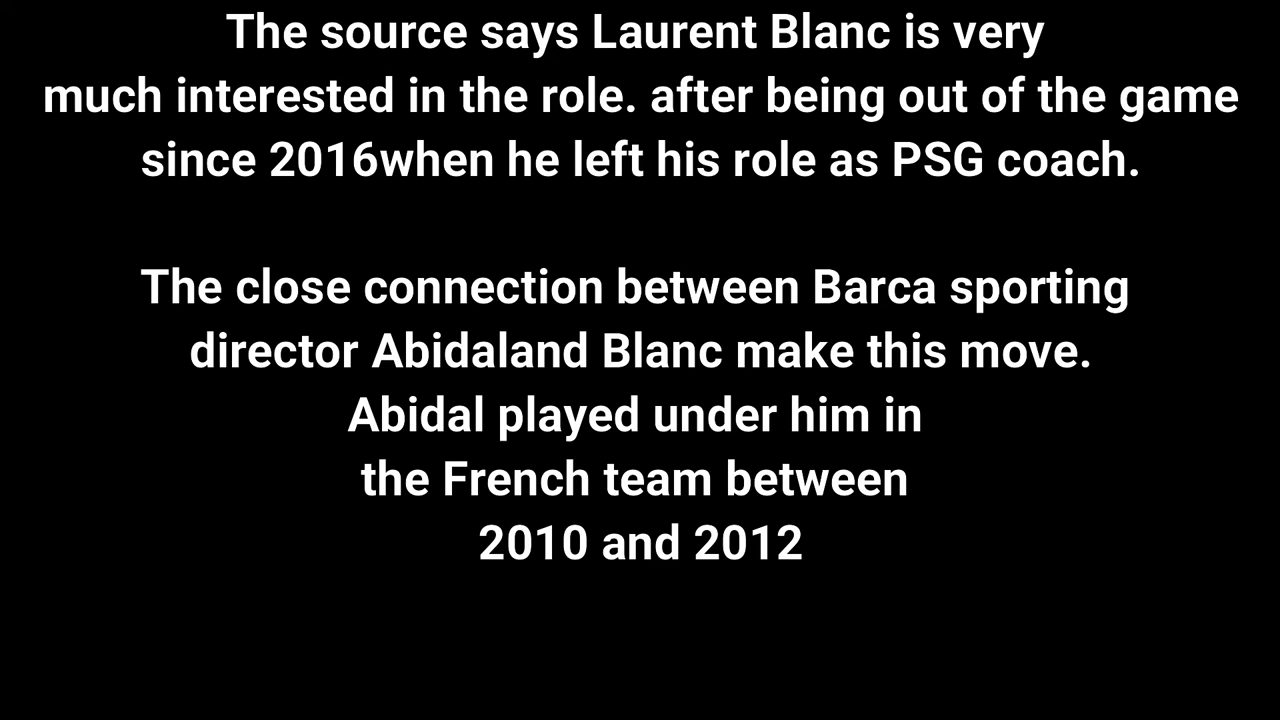 The source says Laurent Blanc is very
much interested in the role. after being out of the game
since 2016when he left his role as PSG coach.
The close connection between Barca sporting
director Abidaland Blanc make this move.
Abidal played under him in
the French team between
2010 and 2012